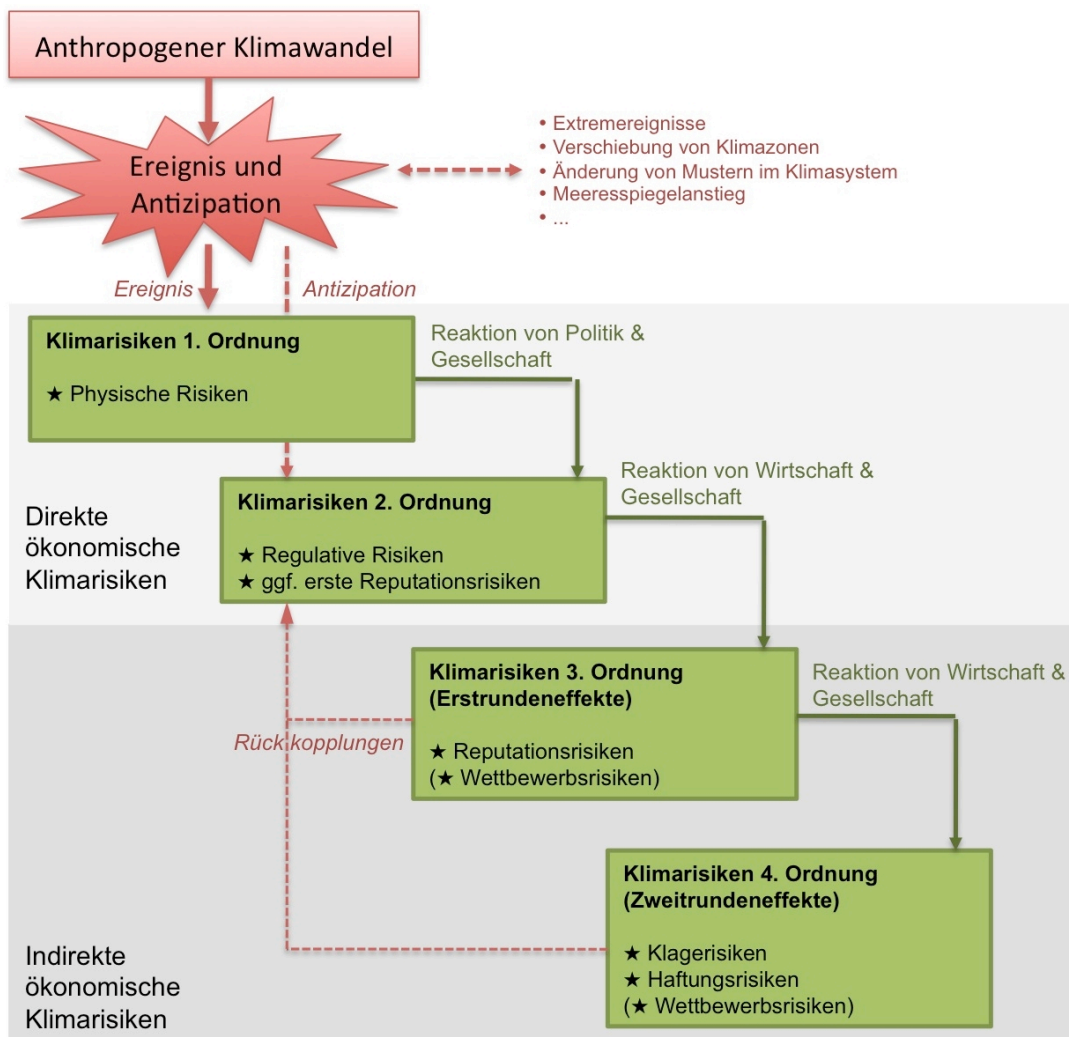 Anthropogener Klimawandel
Ereignis und
Antizipation
• Extremereignisse
• Verschiebung von Klimazonen
• Änderung von Mustern im Klimasystem
• Meeresspiegelanstieg
• ...
Ereignis
Antizipation
Klimarisiken 1. Ordnung
★ Physische Risiken
Reaktion von Politik &
Gesellschaft
Klimarisiken 2. Ordnung
★ Regulative Risiken
★ ggf. erste Reputationsrisiken
Reaktion von Wirtschaft &
Gesellschaft
Direkte
ökonomische
Klimarisiken
Klimarisiken 3. Ordnung
(Erstrundeneffekte)
★ Reputationsrisiken
(★ Wettbewerbsrisiken)
Reaktion von Wirtschaft &
Gesellschaft
Rück kopplungen
Klimarisiken 4. Ordnung
(Zweitrundeneffekte)
★ Klagerisiken
★ Haftungsrisiken
(★ Wettbewerbsrisiken)
Indirekte
ökonomische
Klimarisiken